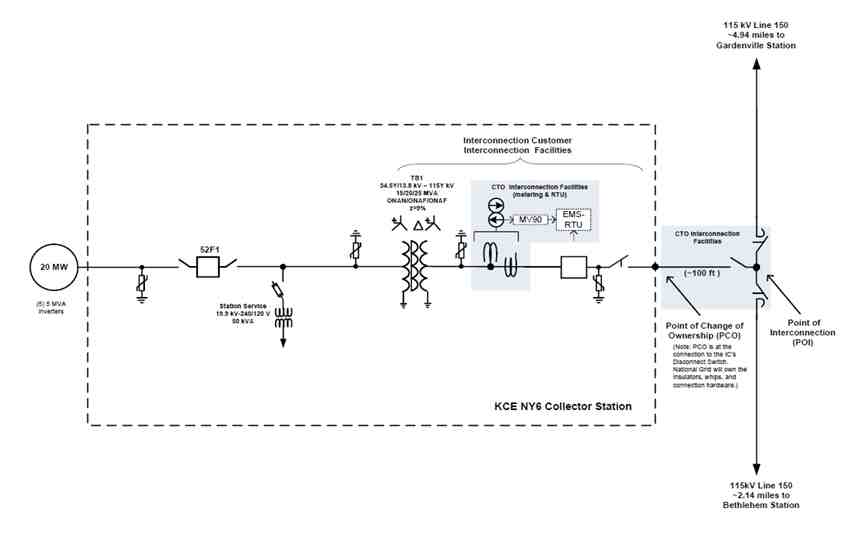 115 kV Line 150
~4.94 miles to
Gardenville Station
Interconnection Customer
Interconnection Facilities
TB1
34.5Y/13.8 kV – 115Y kV
15/20/25 MVA
ONAN/ONAF/ONAF
z=9%
CTO Interconnection Facilities
(metering & RTU)
MV90
EMS-
RTU
CTO Interconnection
Facilities
52F1
20 MW
(~100 ft )
(5) 5 MVA
Inverters
Station Service
19.9 kV-240/120 V
50 kVA
Point of Change of
Ownership (PCO)
(Note: PCO is at the
connection to the IC's
Disconnect Switch.
National Grid will own the
insulators, whips, and
connection hardware.)
Point of
Interconnection
(POI)
KCE NY6 Collector Station
115kV Line 150
~2.14 miles to
Bethlehem Station